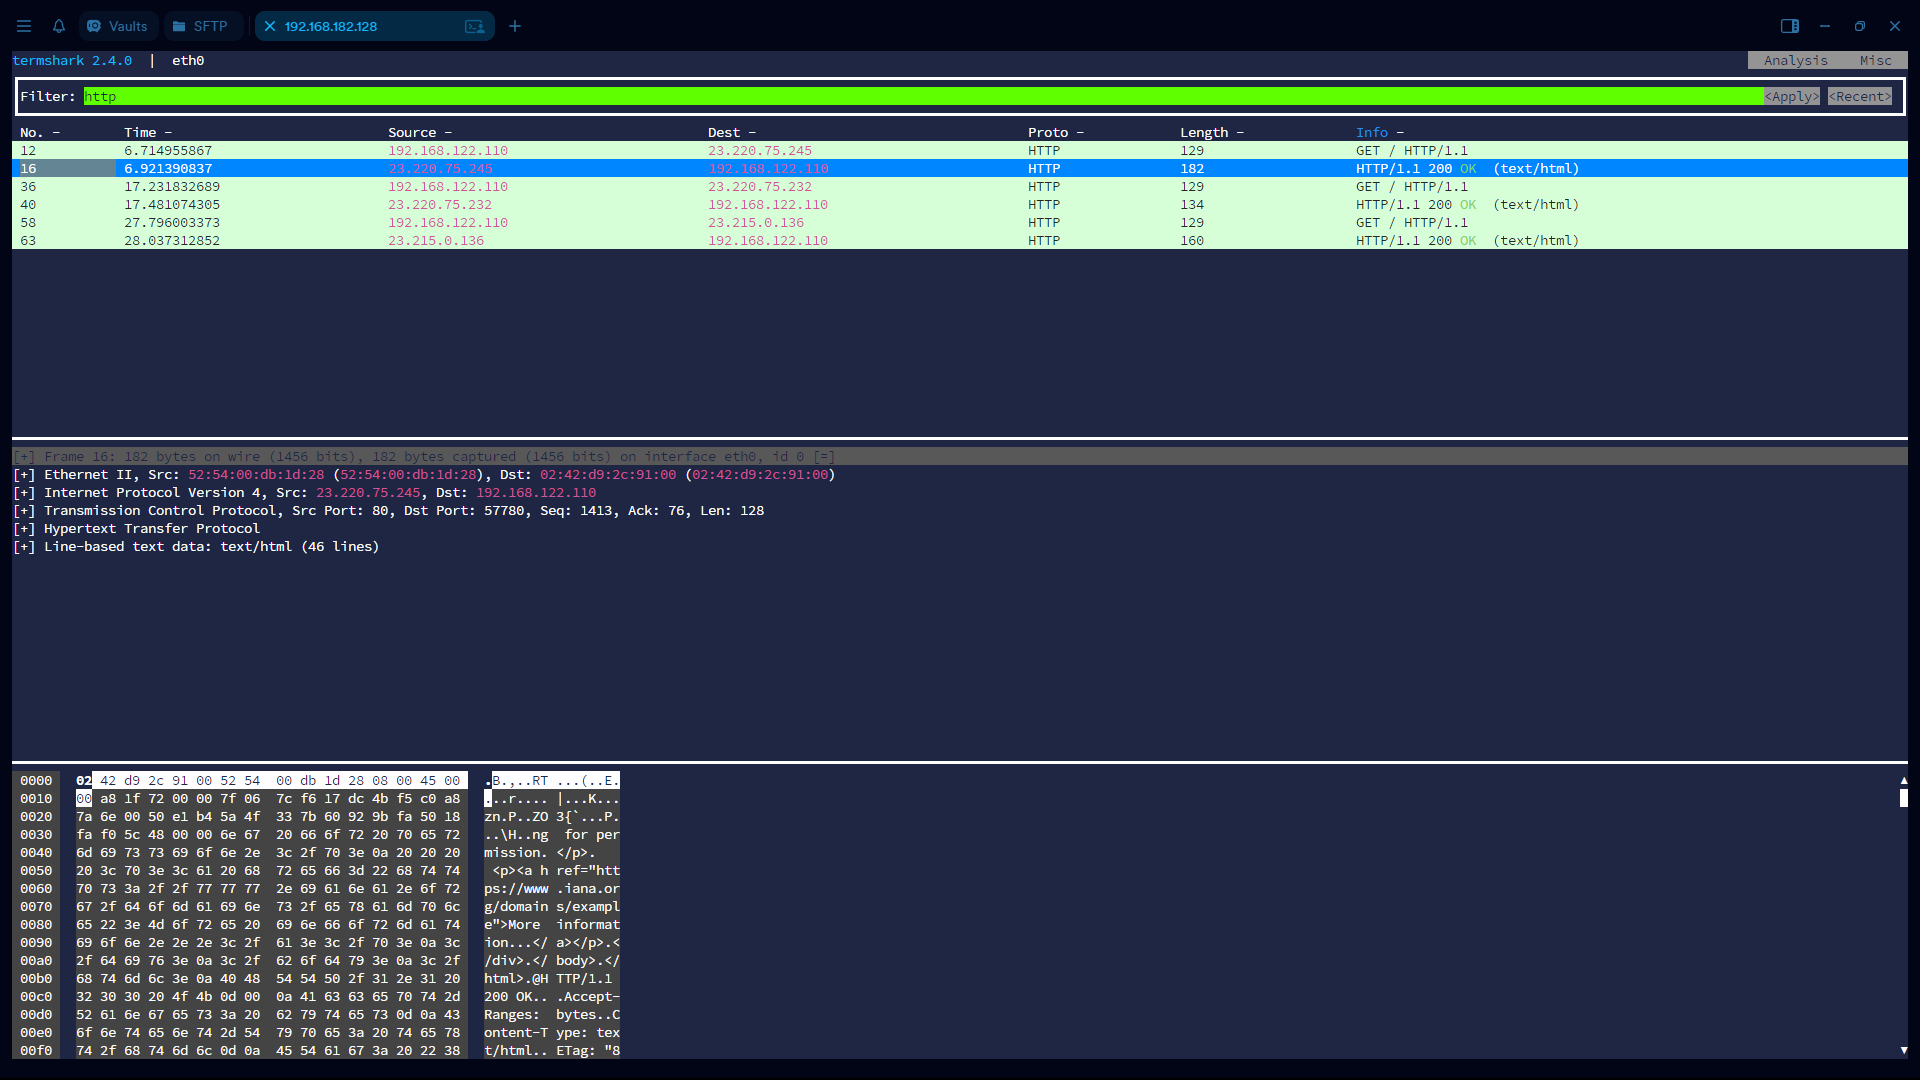 Vaults SFTP 192.168.182.128
termshark 2.4.0 | eth0 Analysis Misc
Filter: http <Apply> <Recent>
No. - Time - Source - Dest - Proto - Length - Info -
12 6.714955867 192.168.122.110 23.220.75.245 HTTP 129 GET / HTTP/1.1
16 6.921390837 23.220.75.245 192.168.122.110 HTTP 182 HTTP/1.1 200 OK (text/html)
36 17.231832689 192.168.122.110 23.220.75.232 HTTP 129 GET / HTTP/1.1
40 17.481074305 23.220.75.232 192.168.122.110 HTTP 134 HTTP/1.1 200 OK (text/html)
58 27.796003373 192.168.122.110 23.215.0.136 HTTP 129 GET / HTTP/1.1
63 28.037312852 23.215.0.136 192.168.122.110 HTTP 160 HTTP/1.1 200 OK (text/html)
[+] Frame 16: 182 bytes on wire (1456 bits), 182 bytes captured (1456 bits) on interface eth0, id 0 [=]
[+] Ethernet II, Src: 52:54:00:db:1d:28 (52:54:00:db:1d:28), Dst: 02:42:d9:2c:91:00 (02:42:d9:2c:91:00)
[+] Internet Protocol Version 4, Src: 23.220.75.245, Dst: 192.168.122.110
[+] Transmission Control Protocol, Src Port: 80, Dst Port: 57780, Seq: 1413, Ack: 76, Len: 128
[+] Hypertext Transfer Protocol
[+] Line-based text data: text/html (46 lines)
0000 02 42 d9 2c 91 00 52 54 00 db 1d 28 08 00 45 00 .B.,..RT ...(..E.
0010 00 a8 1f 72 00 00 7f 06 7c f6 17 dc 4b f5 c0 a8 ...r.... |...K...
0020 7a 6e 00 50 e1 b4 5a 4f 33 7b 60 92 9b fa 50 18 zn.P..ZO 3{`...P.
0030 fa f0 5c 48 00 00 6e 67 20 66 6f 72 20 70 65 72 ..\H..ng for per
0040 6d 69 73 73 69 6f 6e 2e 3c 2f 70 3e 0a 20 20 20 mission. </p>.
0050 20 3c 70 3e 3c 61 20 68 72 65 66 3d 22 68 74 74 <p><a h ref="htt
0060 70 73 3a 2f 2f 77 77 77 2e 69 61 6e 61 2e 6f 72 ps://www .iana.or
0070 67 2f 64 6f 6d 61 69 6e 73 2f 65 78 61 6d 70 6c g/domain s/exampl
0080 65 22 3e 4d 6f 72 65 20 69 6e 66 6f 72 6d 61 74 e">More informat
0090 69 6f 6e 2e 2e 2e 3c 2f 61 3e 3c 2f 70 3e 0a 3c ion...</ a></p>.<
00a0 2f 64 69 76 3e 0a 3c 2f 62 6f 64 79 3e 0a 3c 2f /div>.</ body>.</
00b0 68 74 6d 6c 3e 0a 40 48 54 54 50 2f 31 2e 31 20 html>.@H TTP/1.1
00c0 32 30 30 20 4f 4b 0d 00 0a 41 63 63 65 70 74 2d 200 OK.. .Accept-
00d0 52 61 6e 67 65 73 3a 20 62 79 74 65 73 0d 0a 43 Ranges: bytes..C
00e0 6f 6e 74 65 6e 74 2d 54 79 70 65 3a 20 74 65 78 ontent-T ype: tex
00f0 74 2f 68 74 6d 6c 0d 0a 45 54 61 67 3a 20 22 38 t/html.. ETag: "8